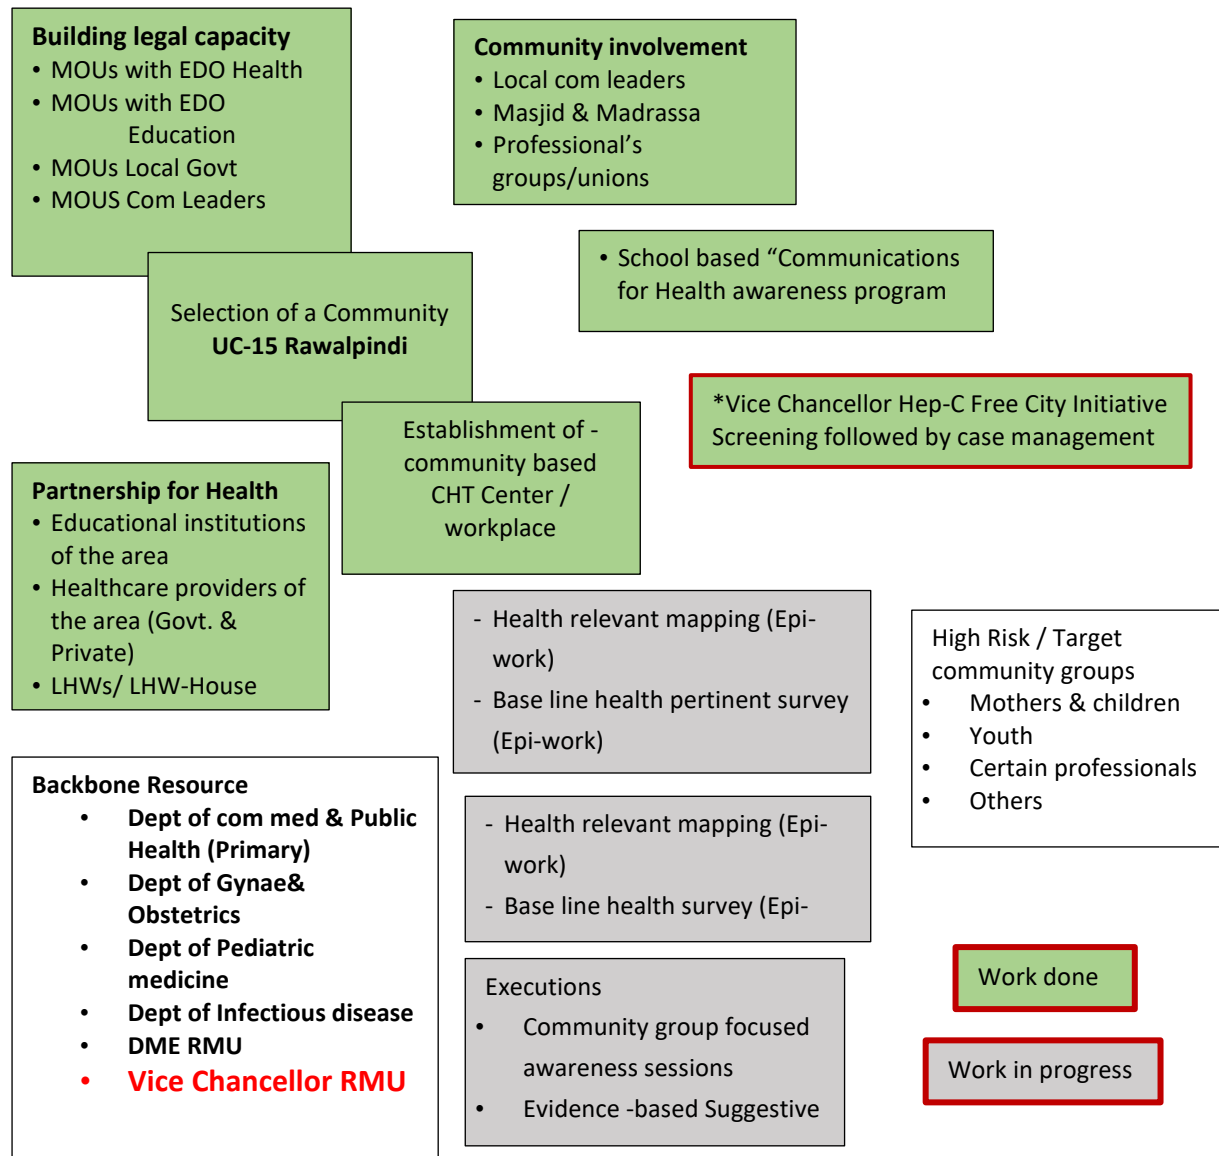 Building legal capacity
• MOUs with EDO Health
• MOUs with EDO
Education
• MOUs Local Govt
• MOUS Com Leaders
Community involvement
• Local com leaders
• Masjid & Madrassa
• Professional’s
groups/unions
• School based “Communications
for Health awareness program
Selection of a Community
UC-15 Rawalpindi
*Vice Chancellor Hep-C Free City Initiative
Screening followed by case management
Establishment of -
community based
CHT Center /
workplace
Partnership for Health
• Educational institutions
of the area
• Healthcare providers of
the area (Govt. &
Private)
• LHWs/ LHW-House
- Health relevant mapping (Epi-
work)
- Base line health pertinent survey
(Epi-work)
High Risk / Target
community groups
• Mothers & children
• Youth
• Certain professionals
• Others
Backbone Resource
• Dept of com med & Public
Health (Primary)
• Dept of Gynae&
Obstetrics
• Dept of Pediatric
medicine
• Dept of Infectious disease
• DME RMU
• Vice Chancellor RMU
- Health relevant mapping (Epi-
work)
- Base line health survey (Epi-
Executions
• Community group focused
awareness sessions
• Evidence -based Suggestive
Work done
Work in progress